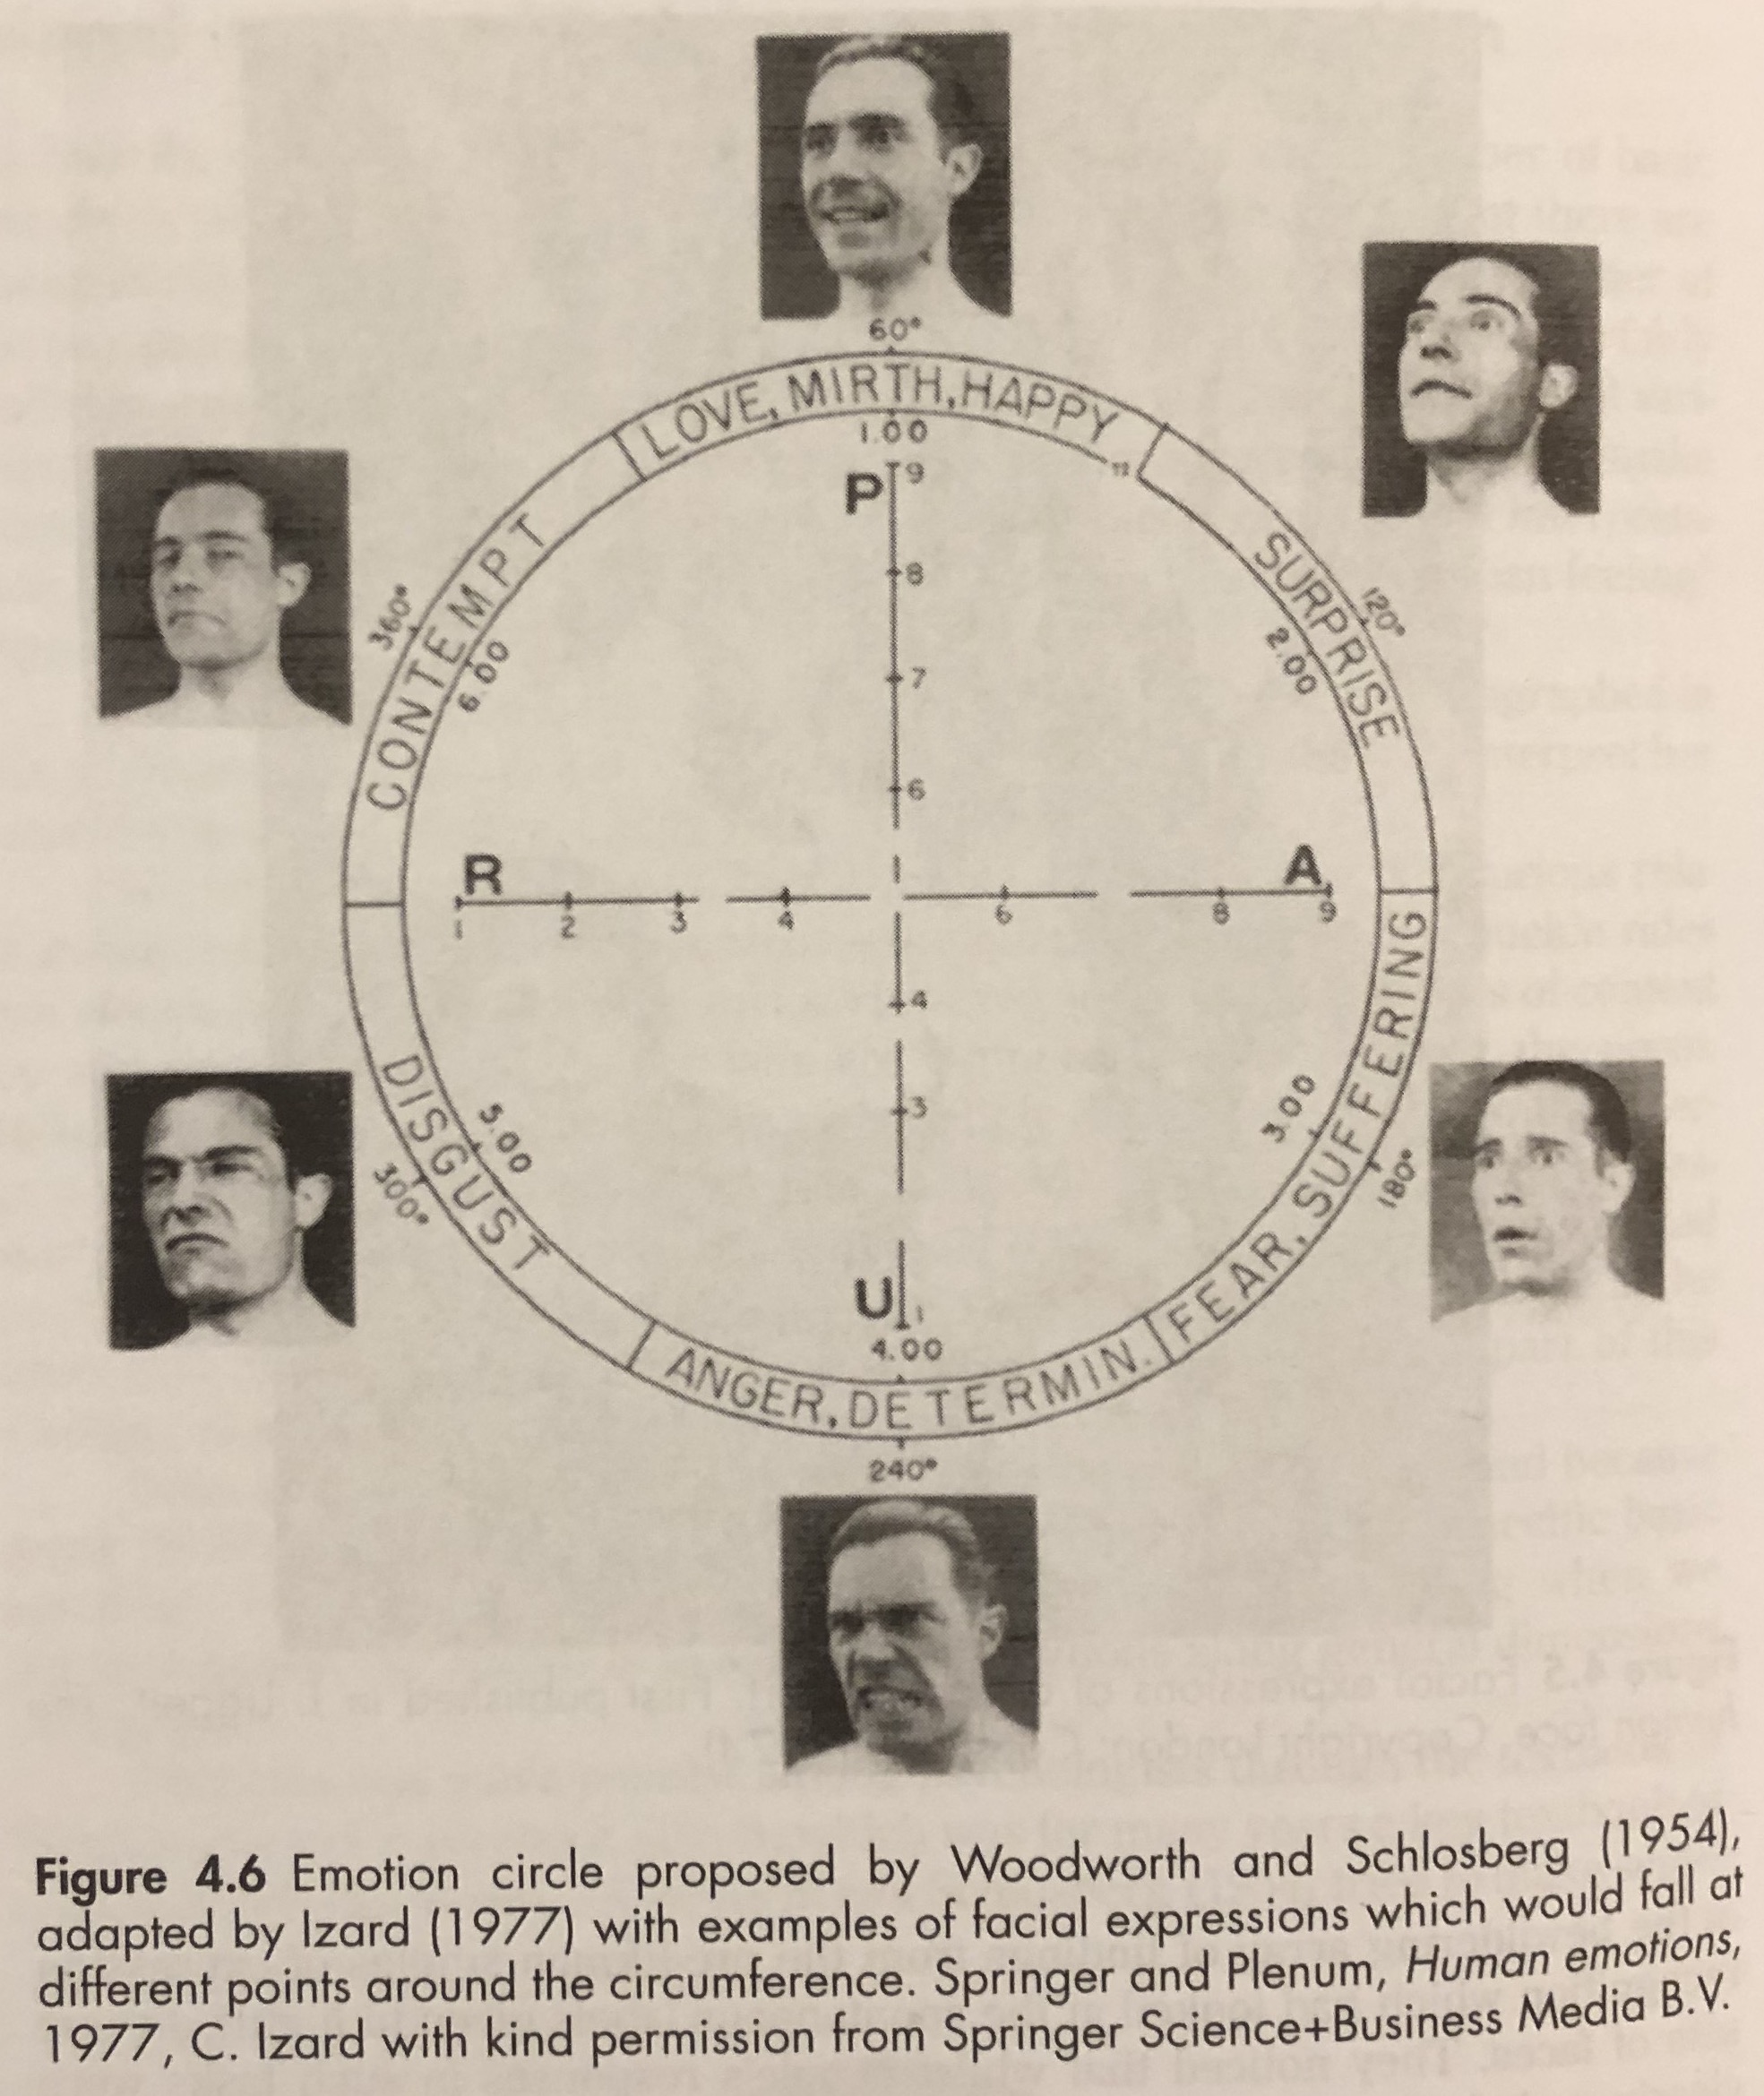 60°
LOVE, MIRTH, HAPPY
1.00
P 9
8
7
6
SURPRISE
120°
2.00
360°
CONTEMPT
6.00
R A
1 2 3 4 6 8 9
4
3
FEAR, SUFFERING
3.00
180°
DISGUST
5.00
300°
U 1
4.00
ANGER, DETERMIN.
240°
Figure 4.6 Emotion circle proposed by Woodworth and Schlosberg (1954),
adapted by Izard (1977) with examples of facial expressions which would fall at
different points around the circumference. Springer and Plenum, Human emotions,
1977, C. Izard with kind permission from Springer Science+Business Media B.V.